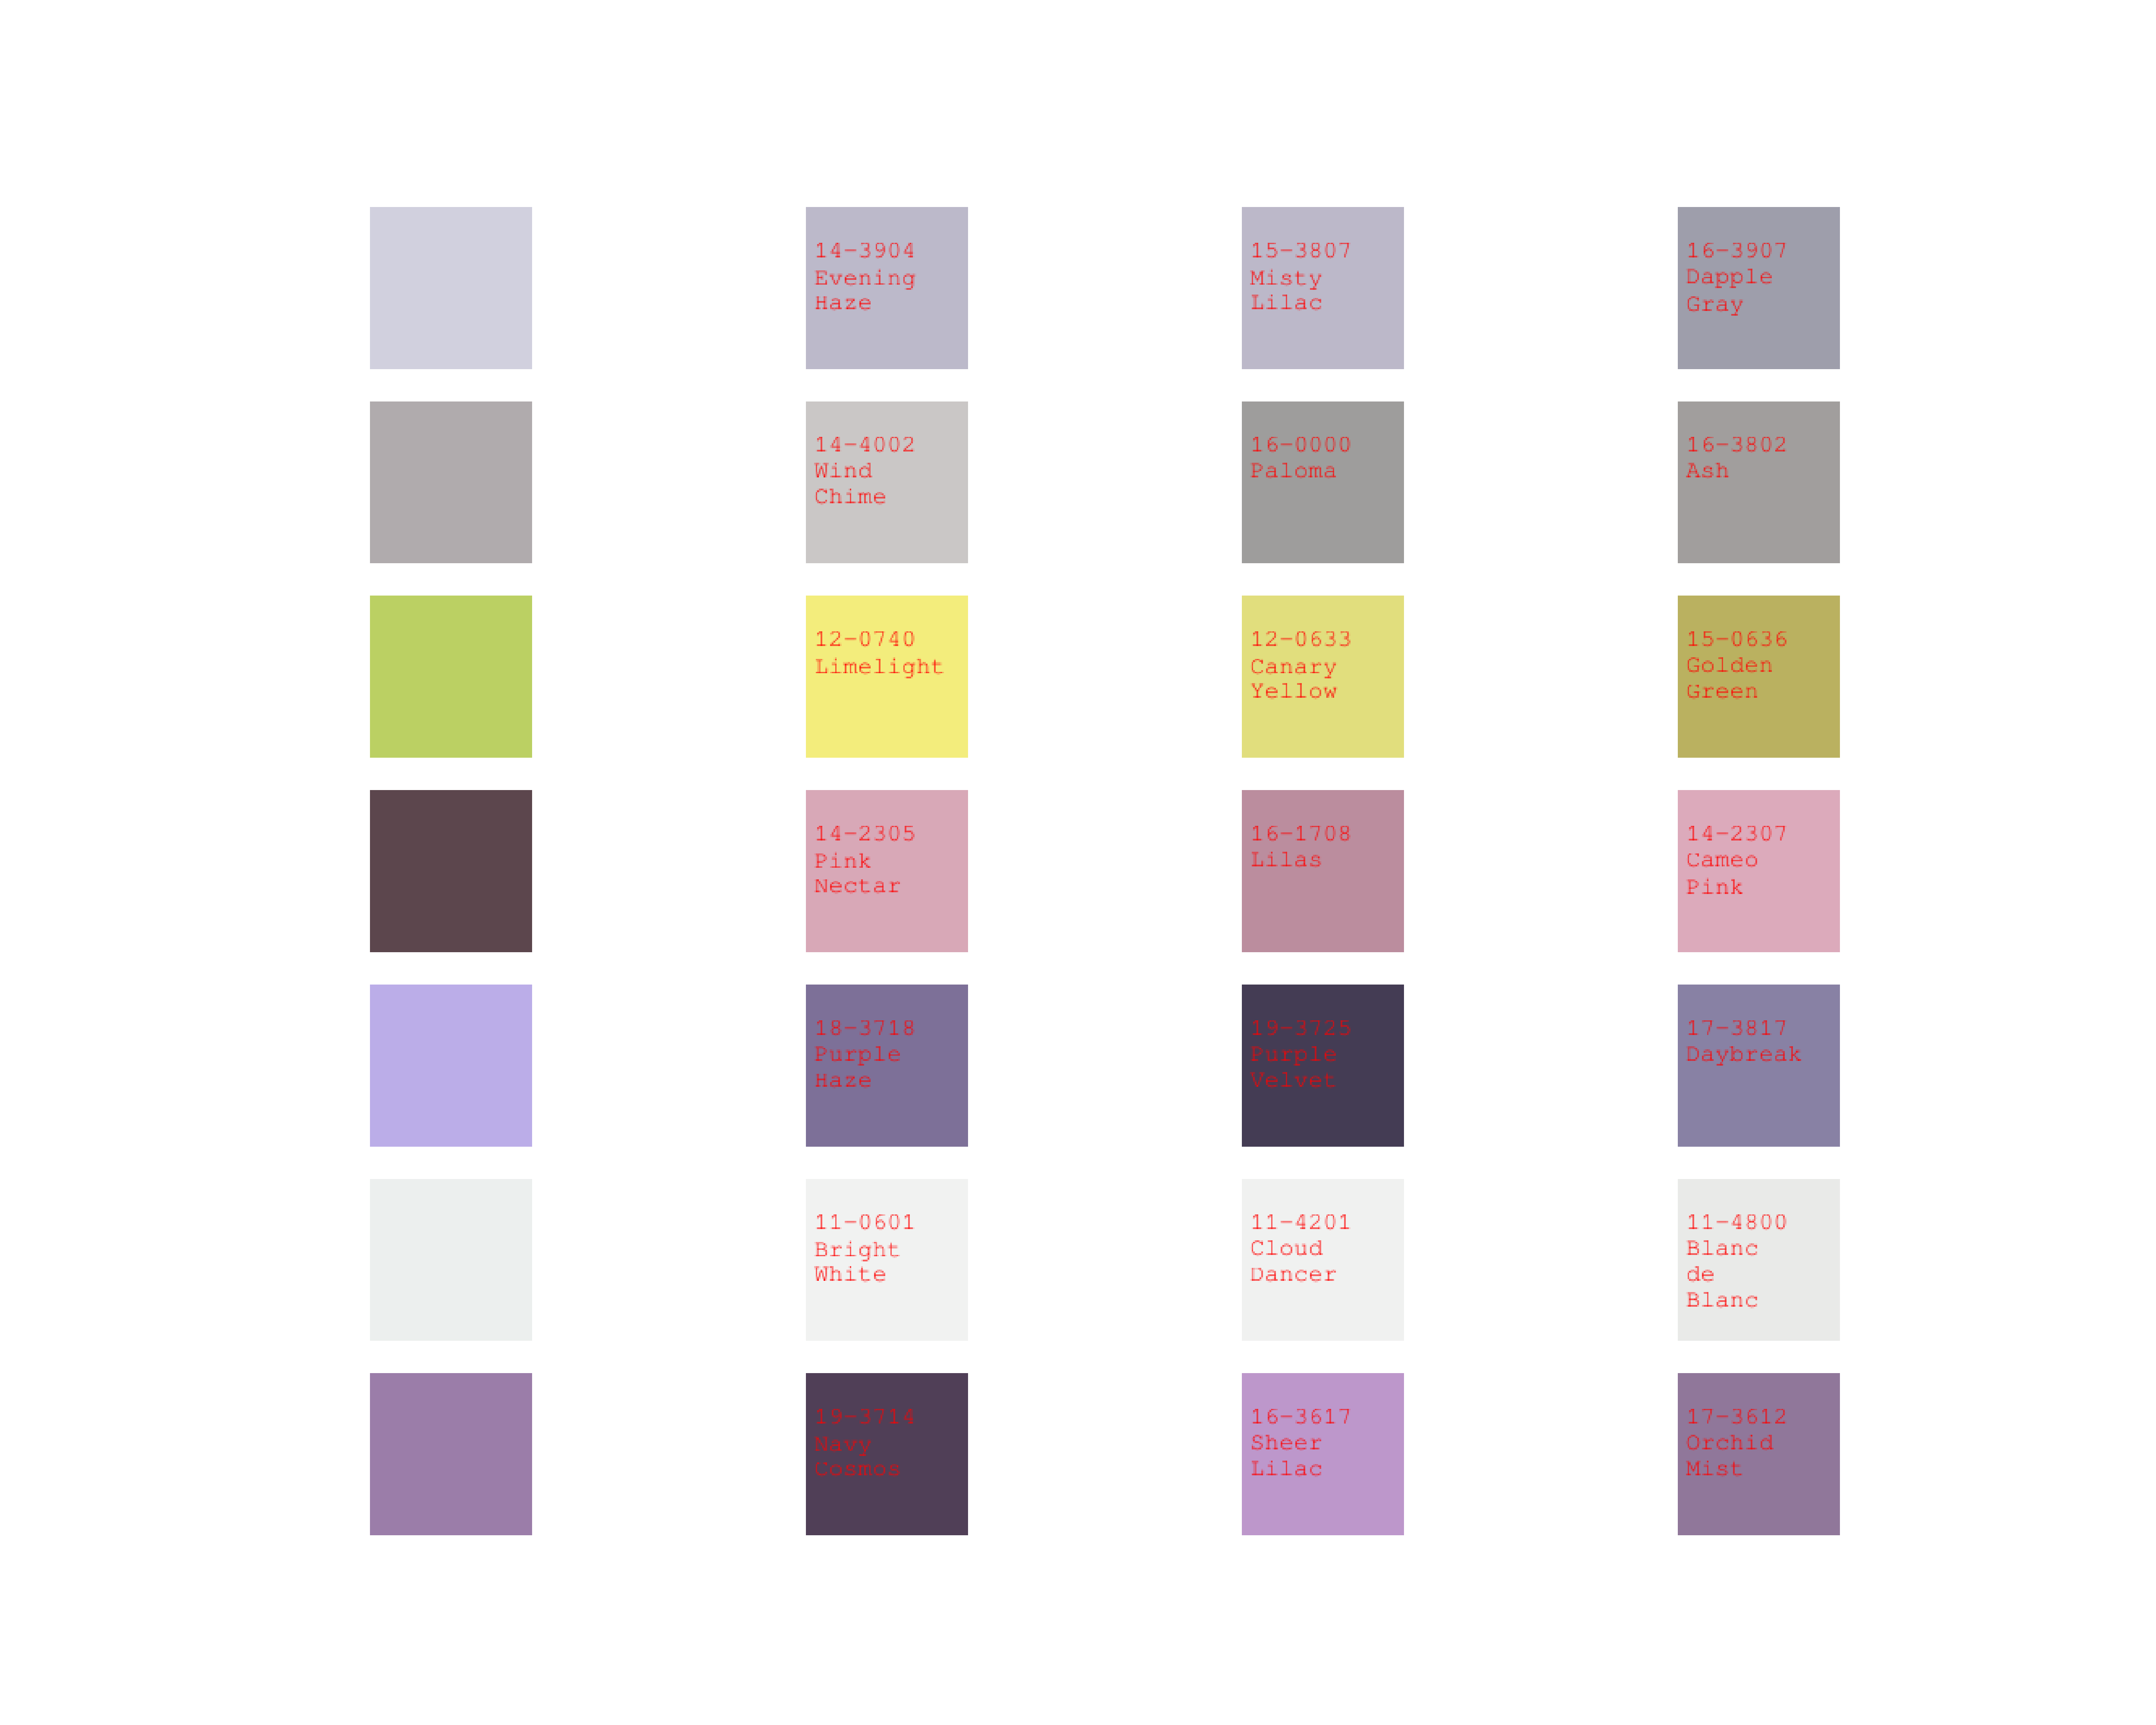 14-3904
Evening
Haze
15-3807
Misty
Lilac
16-3907
Dapple
Gray
14-4002
Wind
Chime
16-0000
Paloma
16-3802
Ash
12-0740
Limelight
12-0633
Canary
Yellow
15-0636
Golden
Green
14-2305
Pink
Nectar
16-1708
Lilas
14-2307
Cameo
Pink
18-3718
Purple
Haze
19-3725
Purple
Velvet
17-3817
Daybreak
11-0601
Bright
White
11-4201
Cloud
Dancer
11-4800
Blanc
de
Blanc
19-3714
Navy
Cosmos
16-3617
Sheer
Lilac
17-3612
Orchid
Mist